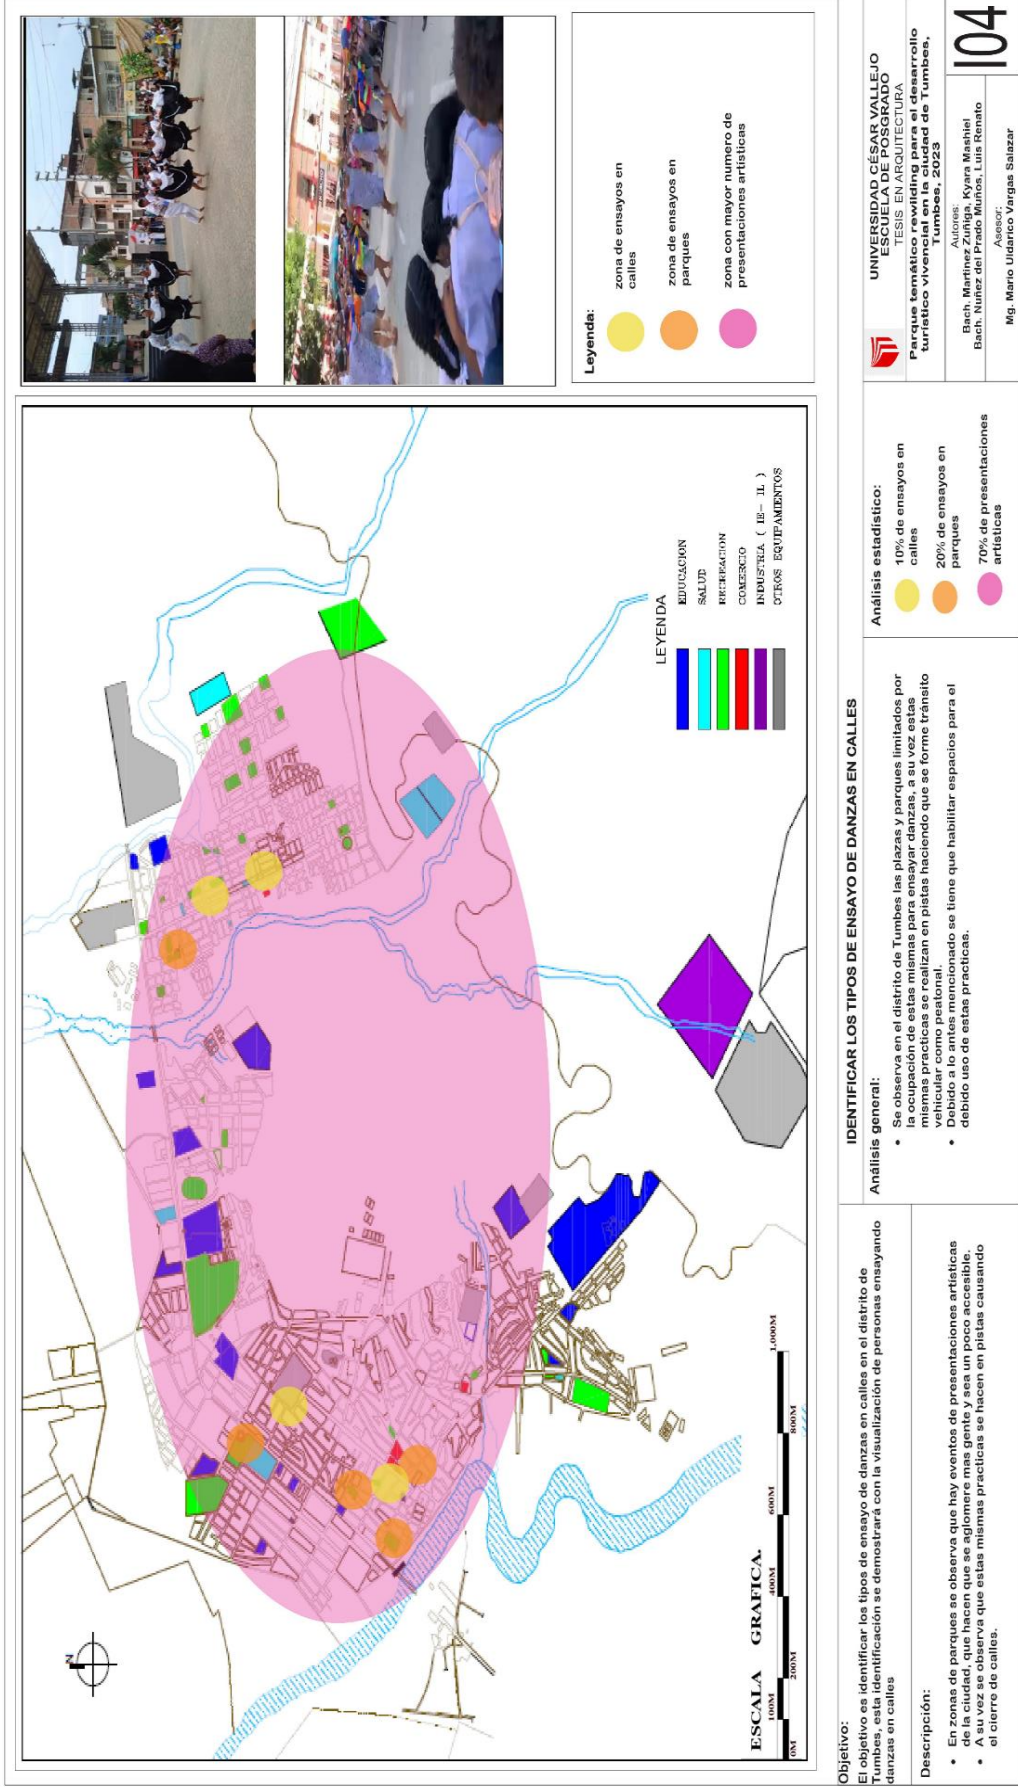 Leyenda:
zona de ensayos en
calles
zona de ensayos en
parques
zona con mayor numero de
presentaciones artísticas
LEYENDA
EDUCACION
SALUD
RECREACION
COMERCIO
INDUSTRIA ( IE- IL )
OTROS EQUIPAMIENTOS
N
ESCALA GRAFICA.
0M 100M 200M 400M 600M 800M 1,000M
Objetivo:
El objetivo es identificar los tipos de ensayo de danzas en calles en el distrito de
Tumbes, esta identificación se demostrará con la visualización de personas ensayando
danzas en calles
Descripción:
• En zonas de parques se observa que hay eventos de presentaciones artísticas
de la ciudad, que hacen que se aglomere mas gente y sea un poco accesible.
• A su vez se observa que estas mismas practicas se hacen en pistas causando
el cierre de calles.
IDENTIFICAR LOS TIPOS DE ENSAYO DE DANZAS EN CALLES
Análisis general:
• Se observa en el distrito de Tumbes las plazas y parques limitados por
la ocupación de estas mismas para ensayar danzas, a su vez estas
mismas practicas se realizan en pistas haciendo que se forme tránsito
vehicular como peatonal.
• Debido a lo antes mencionado se tiene que habilitar espacios para el
debido uso de estas practicas.
Análisis estadístico:
10% de ensayos en
calles
20% de ensayos en
parques
70% de presentaciones
artísticas
UNIVERSIDAD CÉSAR VALLEJO
ESCUELA DE POSGRADO
TESIS EN ARQUITECTURA
Parque temático rewilding para el desarrollo
turístico vivencial en la ciudad de Tumbes,
Tumbes, 2023
Autores:
Bach. Martinez Zuñiga, Kyara Mashiel
Bach. Nuñez del Prado Muños, Luis Renato
Asesor:
Mg. Mario Uldarico Vargas Salazar
I04